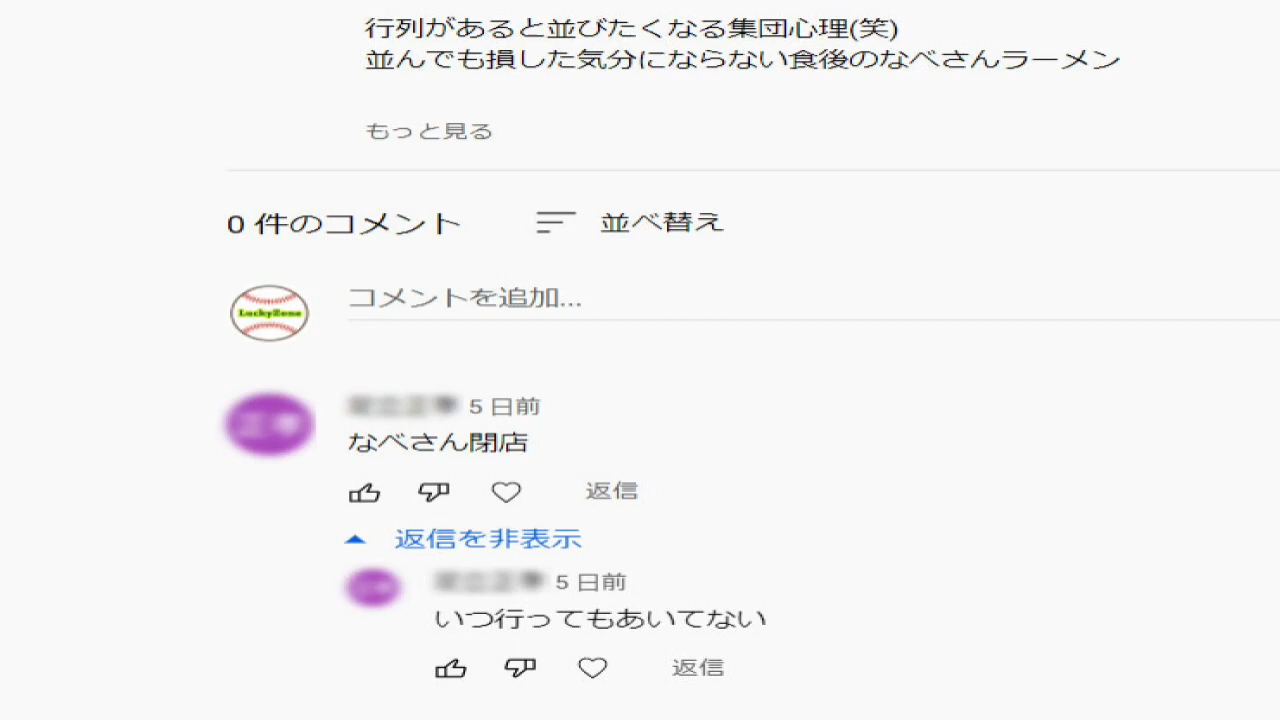 行列があると並びたくなる集団心理(笑)
並んでも損した気分にならない食後のなべさんラーメン
もっと見る
0 件のコメント 並べ替え
コメントを追加...
LuckyZone
5 日前
なべさん閉店
返信
返信を非表示
5 日前
いつ行ってもあいてない
返信